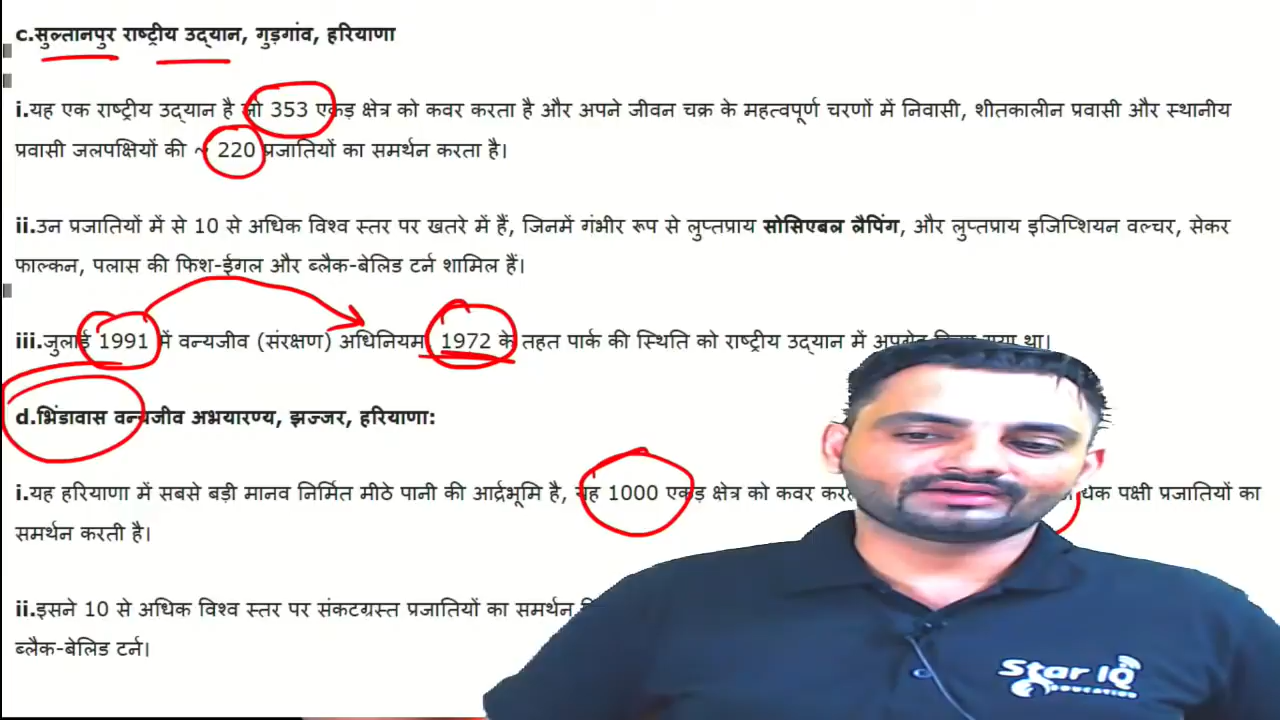 c.सुल्तानपुर राष्ट्रीय उद्यान, गुड़गांव, हरियाणा
i.यह एक राष्ट्रीय उद्यान है जो 353 एकड़ क्षेत्र को कवर करता है और अपने जीवन चक्र के महत्वपूर्ण चरणों में निवासी, शीतकालीन प्रवासी और स्थानीय
प्रवासी जलपक्षियों की ~ 220 प्रजातियों का समर्थन करता है।
ii.उन प्रजातियों में से 10 से अधिक विश्व स्तर पर खतरे में हैं, जिनमें गंभीर रूप से लुप्तप्राय सोसिएबल लैपिंग, और लुप्तप्राय इजिप्शियन वल्चर, सेकर
फाल्कन, पलास की फिश-ईगल और ब्लैक-बेलिड टर्न शामिल हैं।
iii.जुलाई 1991 में वन्यजीव (संरक्षण) अधिनियम 1972 के तहत पार्क की स्थिति को राष्ट्रीय उद्यान में अपग्रेड किया गया था।
d.भिंडावास वन्यजीव अभयारण्य, झज्जर, हरियाणा:
i.यह हरियाणा में सबसे बड़ी मानव निर्मित मीठे पानी की आर्द्रभूमि है, यह 1000 एकड़ क्षेत्र को कवर पक्षी प्रजातियों का
समर्थन करती है।
ii.इसने 10 से अधिक विश्व स्तर पर संकटग्रस्त प्रजातियों का समर्थन
ब्लैक-बेलिड टर्न।
Star IQ
EDUCATION